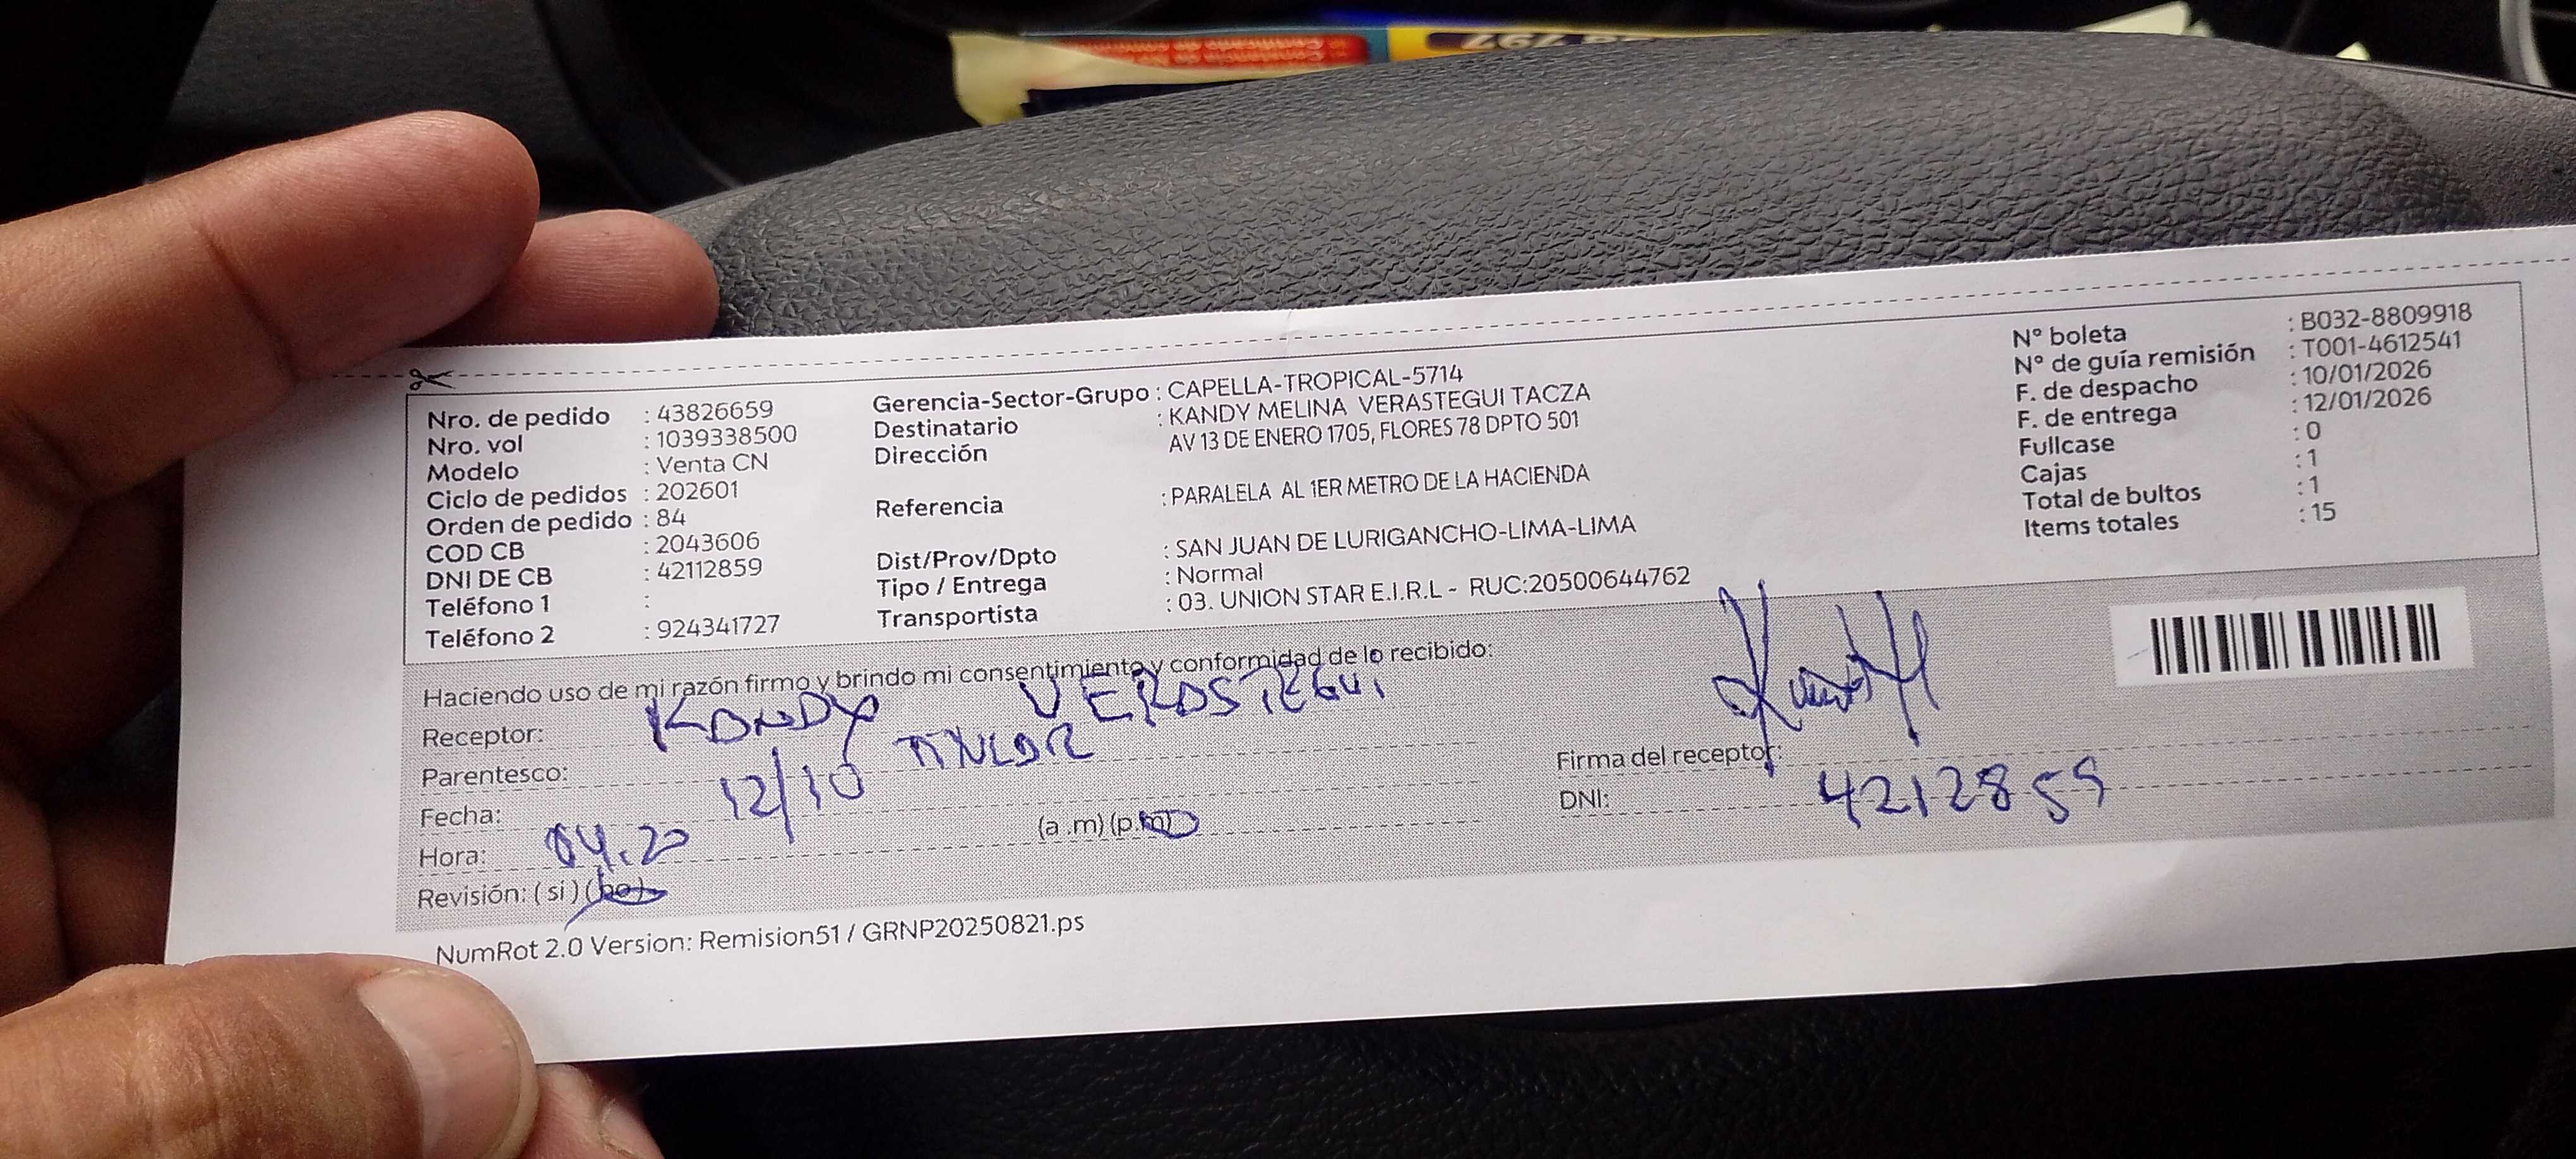 Nro. de pedido : 43826659
Nro. vol : 1039338500
Modelo : Venta CN
Ciclo de pedidos : 202601
Orden de pedido : 84
COD CB : 2043606
DNI DE CB : 42112859
Teléfono 1 :
Teléfono 2 : 924341727
Gerencia-Sector-Grupo : CAPELLA-TROPICAL-5714
Destinatario : KANDY MELINA VERASTEGUI TACZA
Dirección AV 13 DE ENERO 1705, FLORES 78 DPTO 501
Referencia : PARALELA AL 1ER METRO DE LA HACIENDA
Dist/Prov/Dpto : SAN JUAN DE LURIGANCHO-LIMA-LIMA
Tipo / Entrega : Normal
Transportista : 03. UNION STAR E.I.R.L - RUC:20500644762
N° boleta : B032-8809918
N° de guía remisión : T001-4612541
F. de despacho : 10/01/2026
F. de entrega : 12/01/2026
Fullcase : 0
Cajas : 1
Total de bultos : 1
Items totales : 15
Haciendo uso de mi razón firmo y brindo mi consentimiento y conformidad de lo recibido:
Receptor: KANDY VERASTEGUI
Parentesco:
Fecha: 12/10
Hora: 04.20 (a .m) (p.m)
Revisión: ( si ) (no)
Firma del receptor:
DNI: 4212859
NumRot 2.0 Version: Remision51 / GRNP20250821.ps